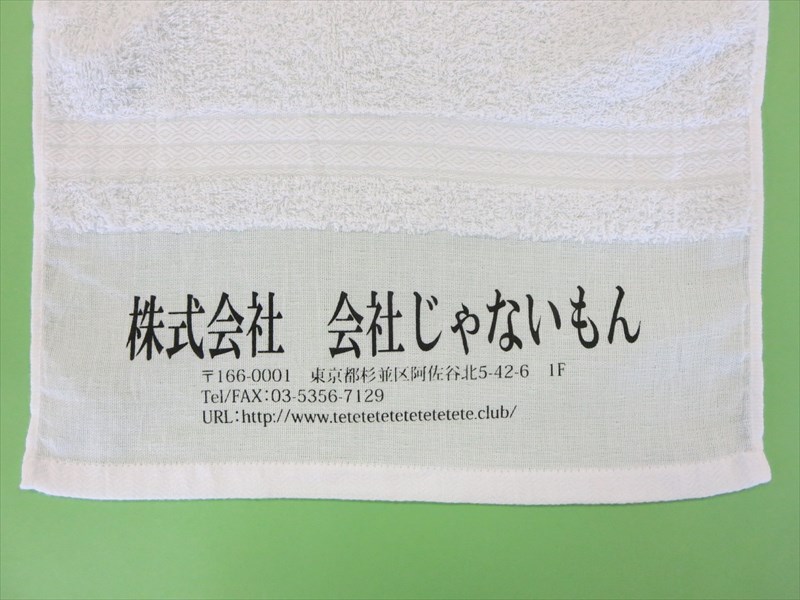 株式会社　会社じゃないもん
〒166-0001　東京都杉並区阿佐谷北5-42-6　1F
Tel/FAX:03-5356-7129
URL:http://www.tetetetetetetetetete.club/